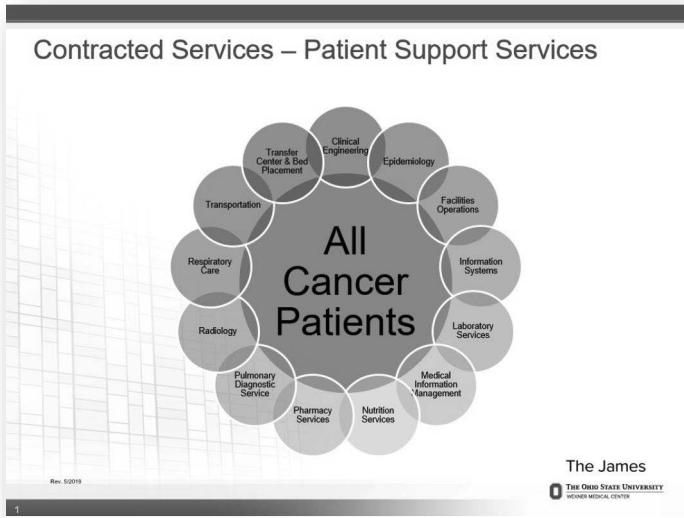 Contracted Services – Patient Support Services
Clinical
Engineering
Epidemiology
Facilities
Operations
Information
Systems
Laboratory
Services
Medical
Information
Management
Nutrition
Services
Pharmacy
Services
Pulmonary
Diagnostic
Service
Radiology
Respiratory
Care
Transportation
Transfer
Center & Bed
Placement
All
Cancer
Patients
Rev. 5/2019
The James
THE OHIO STATE UNIVERSITY
WEXNER MEDICAL CENTER
1